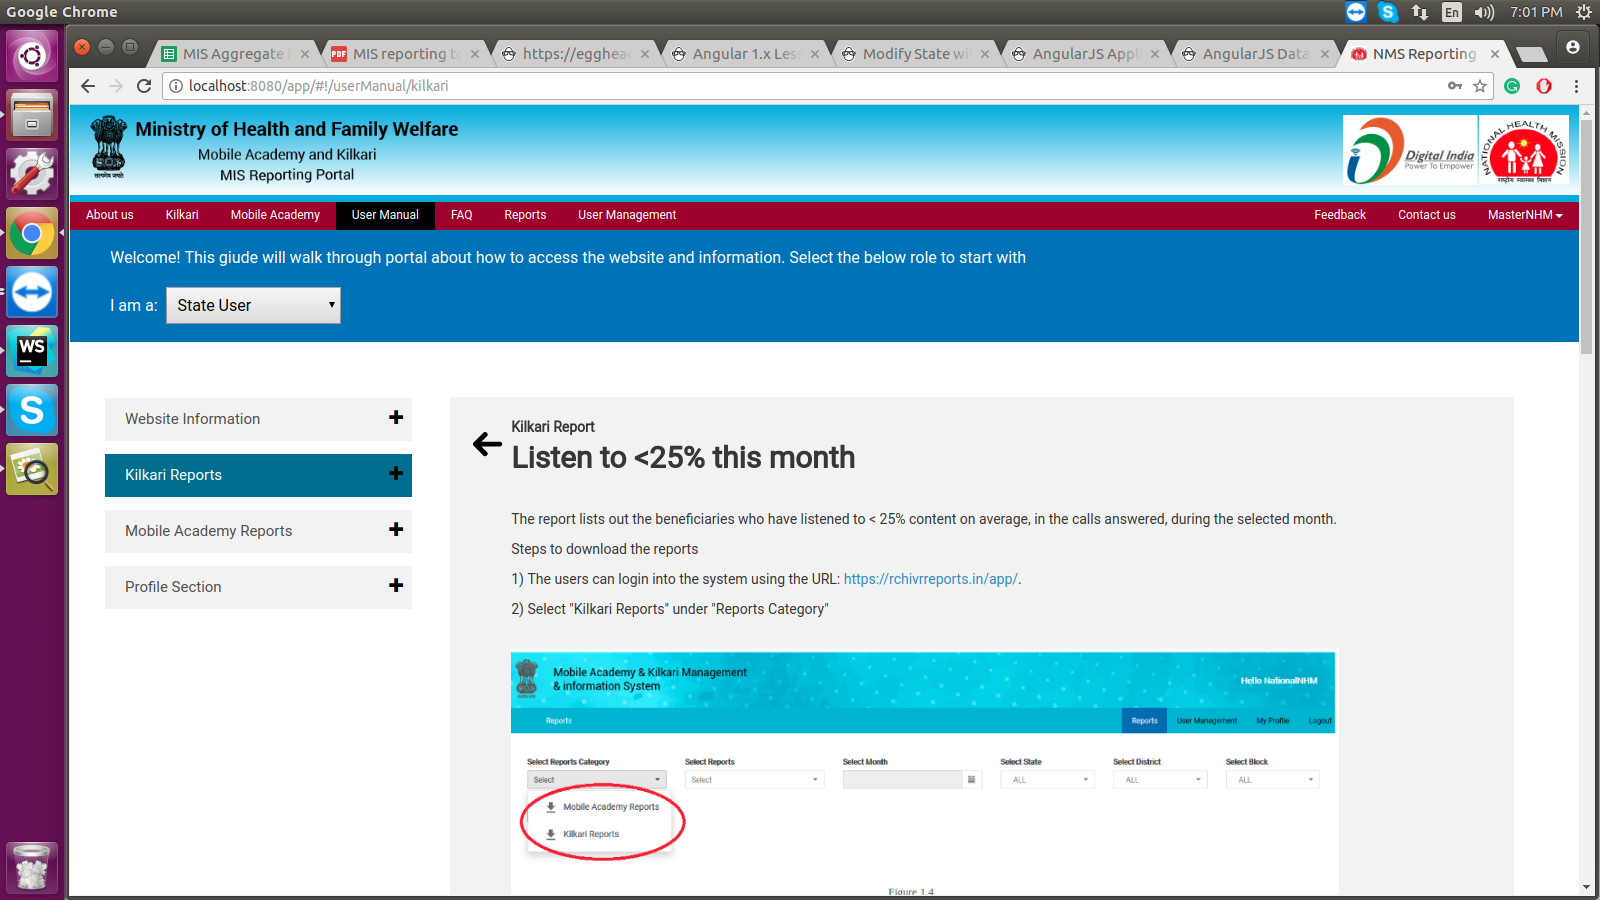 Google Chrome
En
7:01 PM
MIS Aggregate
MIS reporting to
https://egghea
Angular 1.x Less
Modify State wi
AngularJS Appl
AngularJS Data
NMS Reporting
localhost:8080/app/#!/userManual/kilkari
Ministry of Health and Family Welfare
Mobile Academy and Kilkari
MIS Reporting Portal
सत्यमेव जयते
Digital India
Power To Empower
NATIONAL HEALTH MISSION
राष्ट्रीय स्वास्थ्य मिशन
About us
Kilkari
Mobile Academy
User Manual
FAQ
Reports
User Management
Feedback
Contact us
MasterNHM
Welcome! This giude will walk through portal about how to access the website and information. Select the below role to start with
I am a: State User
WS
Website Information
Kilkari Reports
Mobile Academy Reports
Profile Section
Kilkari Report
Listen to <25% this month
The report lists out the beneficiaries who have listened to < 25% content on average, in the calls answered, during the selected month.
Steps to download the reports
1) The users can login into the system using the URL: https://rchivrreports.in/app/.
2) Select "Kilkari Reports" under "Reports Category"
Mobile Academy & Kilkari Management
& information System
Hello NationalNHM
Reports
Reports
User Management
My Profile
Logout
Select Reports Category
Select Reports
Select Month
Select State
Select District
Select Block
Select
Select
ALL
ALL
ALL
Mobile Academy Reports
Kilkari Reports
Figure 1.4